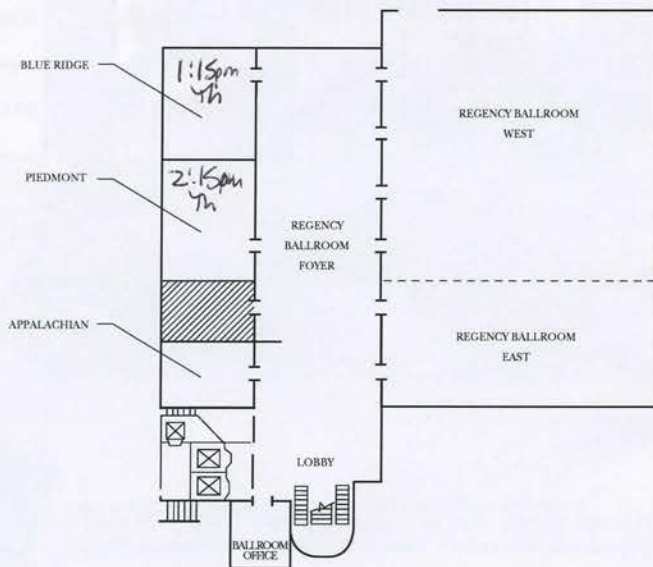 BLUE RIDGE
1:15pm
Th
REGENCY BALLROOM
WEST
PIEDMONT
2:15pm
Th
REGENCY
BALLROOM
FOYER
APPALACHIAN
REGENCY BALLROOM
EAST
LOBBY
BALLROOM
OFFICE